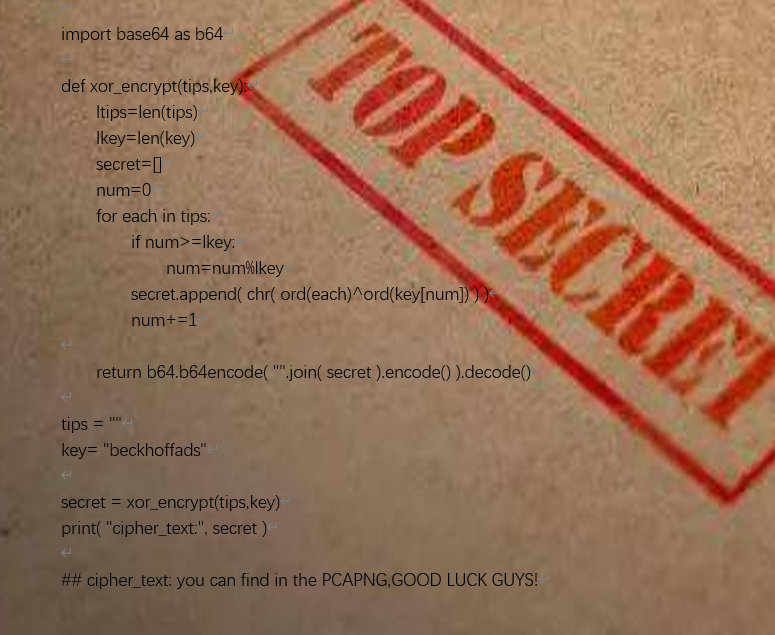 import base64 as b64
def xor_encrypt(tips,key):
ltips=len(tips)
lkey=len(key)
secret=[]
num=0
for each in tips:
if num>=lkey:
num=num%lkey
secret.append( chr( ord(each)^ord(key[num]) ) )
num+=1
return b64.b64encode( "".join( secret ).encode() ).decode()
tips = ""
key= "beckhoffads"
secret = xor_encrypt(tips,key)
print( "cipher_text:", secret )
## cipher_text: you can find in the PCAPNG,GOOD LUCK GUYS!
TOP SECRET